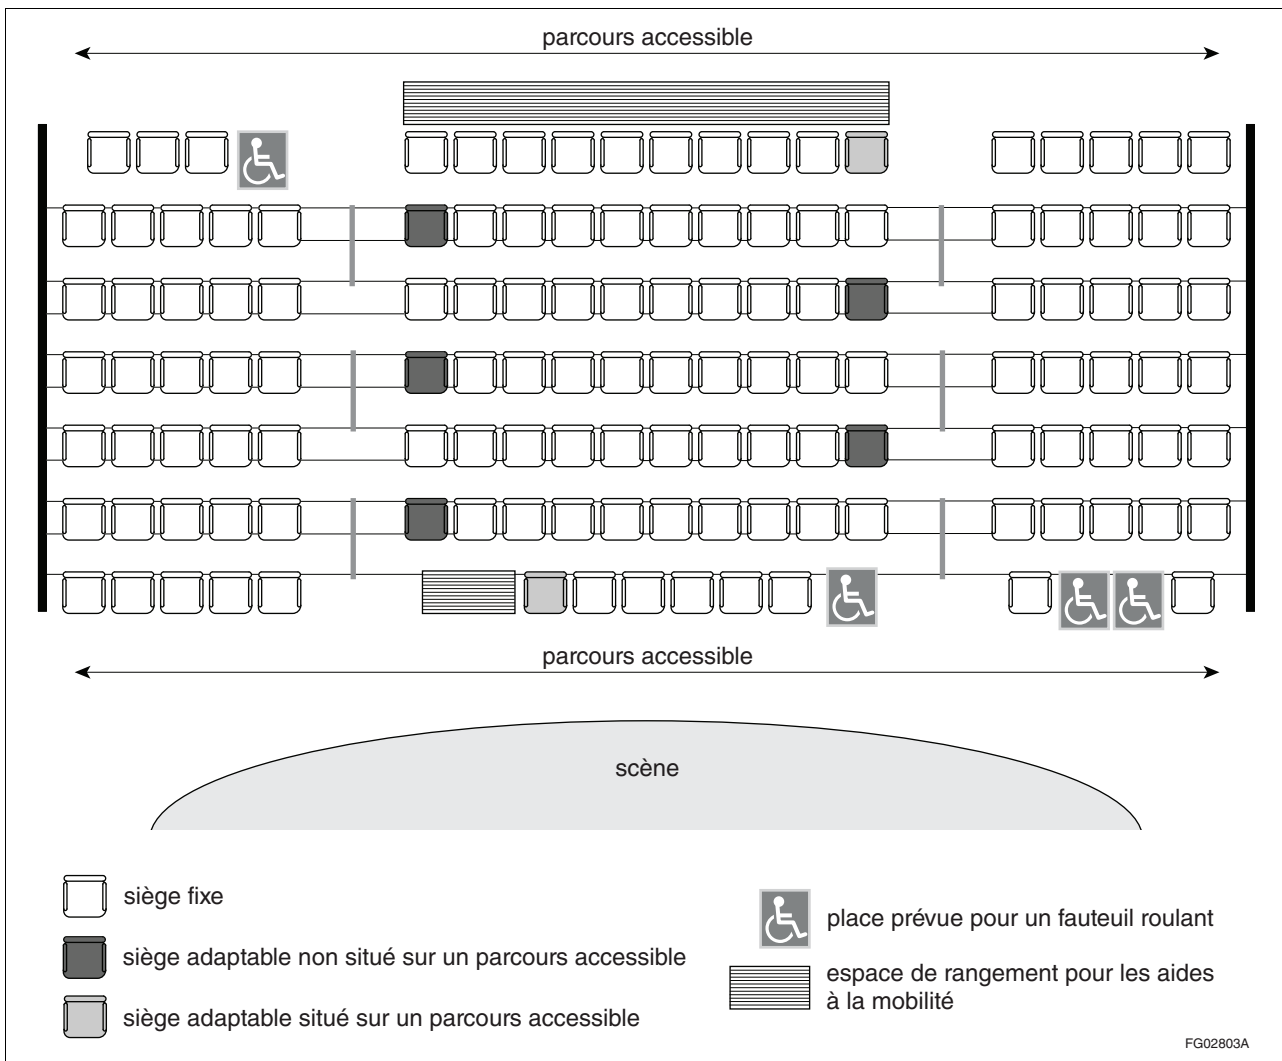 parcours accessible
parcours accessible
scène
siège fixe
siège adaptable non situé sur un parcours accessible
siège adaptable situé sur un parcours accessible
place prévue pour un fauteuil roulant
espace de rangement pour les aides
à la mobilité
FG02803A